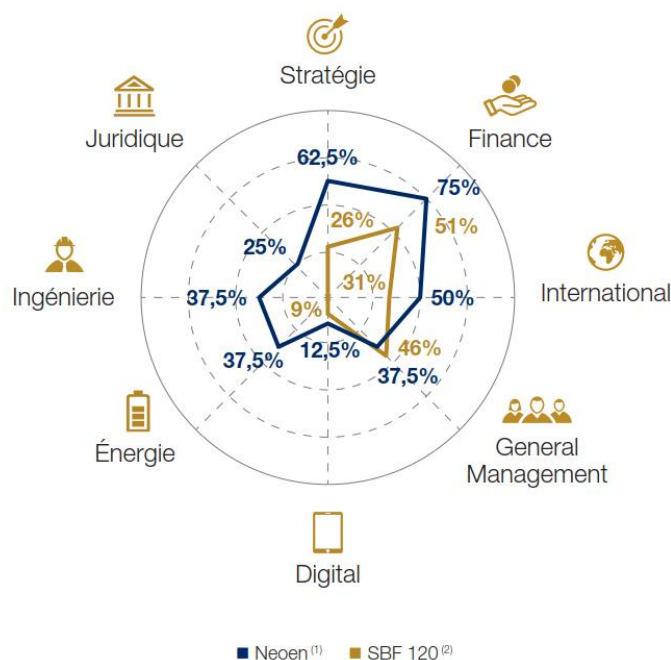 Stratégie
Juridique
Finance
62,5%
75%
26%
51%
25%
Ingénierie
37,5%
31%
50%
International
9%
12,5%
46%
37,5%
37,5%
Énergie
General
Management
Digital
Neoen (1)
SBF 120 (2)